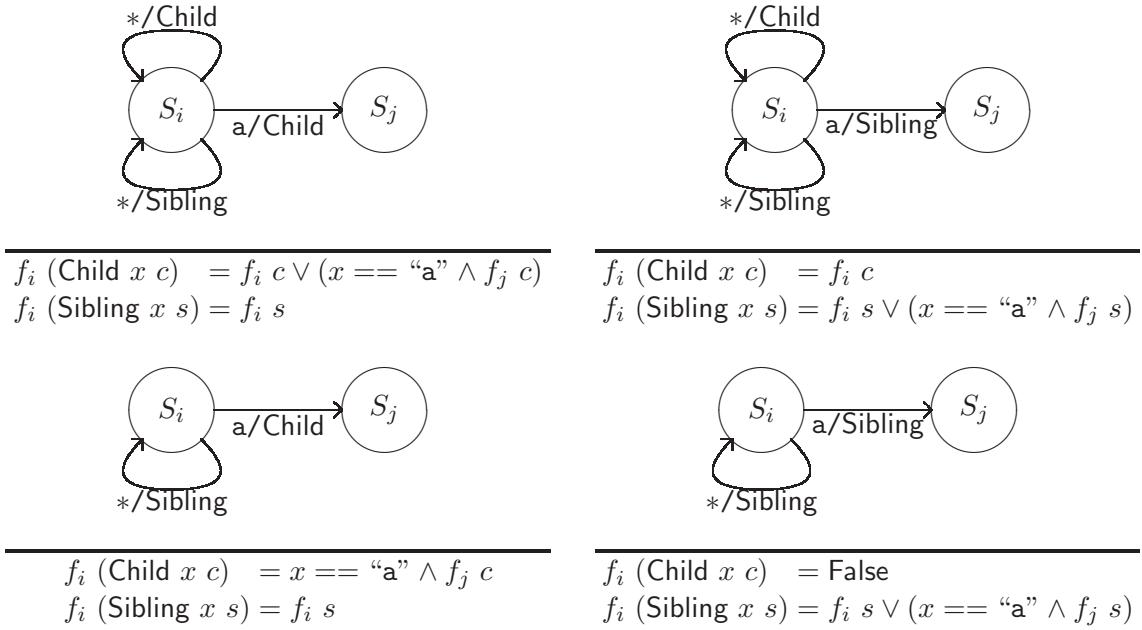 ∗/Child
S_i
a/Child
S_j
∗/Sibling
f_i (Child x c) = f_i c ∨ (x == “a” ∧ f_j c)
f_i (Sibling x s) = f_i s
∗/Child
S_i
a/Sibling
S_j
∗/Sibling
f_i (Child x c) = f_i c
f_i (Sibling x s) = f_i s ∨ (x == “a” ∧ f_j s)
S_i
a/Child
S_j
∗/Sibling
f_i (Child x c) = x == “a” ∧ f_j c
f_i (Sibling x s) = f_i s
S_i
a/Sibling
S_j
∗/Sibling
f_i (Child x c) = False
f_i (Sibling x s) = f_i s ∨ (x == “a” ∧ f_j s)